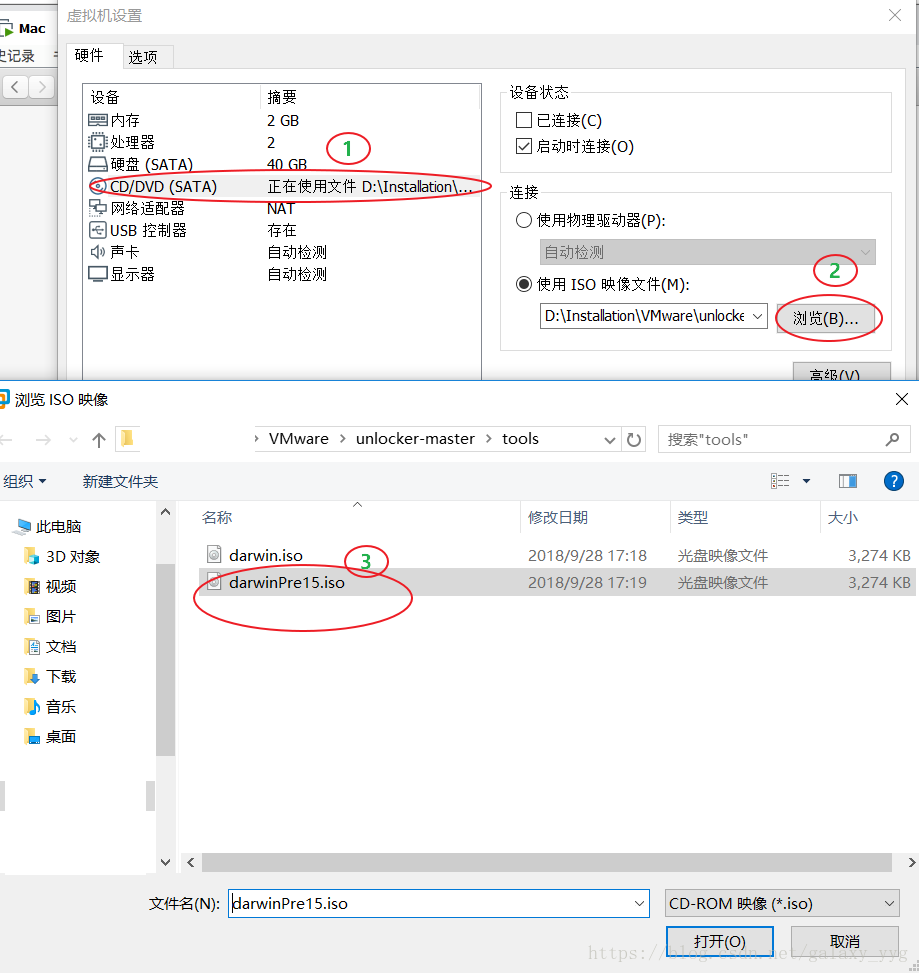 虚拟机设置
Mac
史记录
硬件
选项
设备
摘要
内存
2 GB
处理器
2
硬盘 (SATA)
40 GB
CD/DVD (SATA)
正在使用文件 D:\Installation\...
网络适配器
NAT
USB 控制器
存在
声卡
自动检测
显示器
自动检测
1
设备状态
已连接(C)
启动时连接(O)
连接
使用物理驱动器(P):
自动检测
2
使用 ISO 映像文件(M):
D:\Installation\VMware\unlocke
浏览(B)...
高级(V)
浏览 ISO 映像
VMware
unlocker-master
tools
搜索"tools"
组织
新建文件夹
此电脑
3D 对象
视频
图片
文档
下载
音乐
桌面
名称
修改日期
类型
大小
darwin.iso
2018/9/28 17:18
光盘映像文件
3,274 KB
3
darwinPre15.iso
2018/9/28 17:19
光盘映像文件
3,274 KB
文件名(N):
darwinPre15.iso
CD-ROM 映像 (*.iso)
打开(O)
取消
https://blog.csdn.net/galaxy_yyg